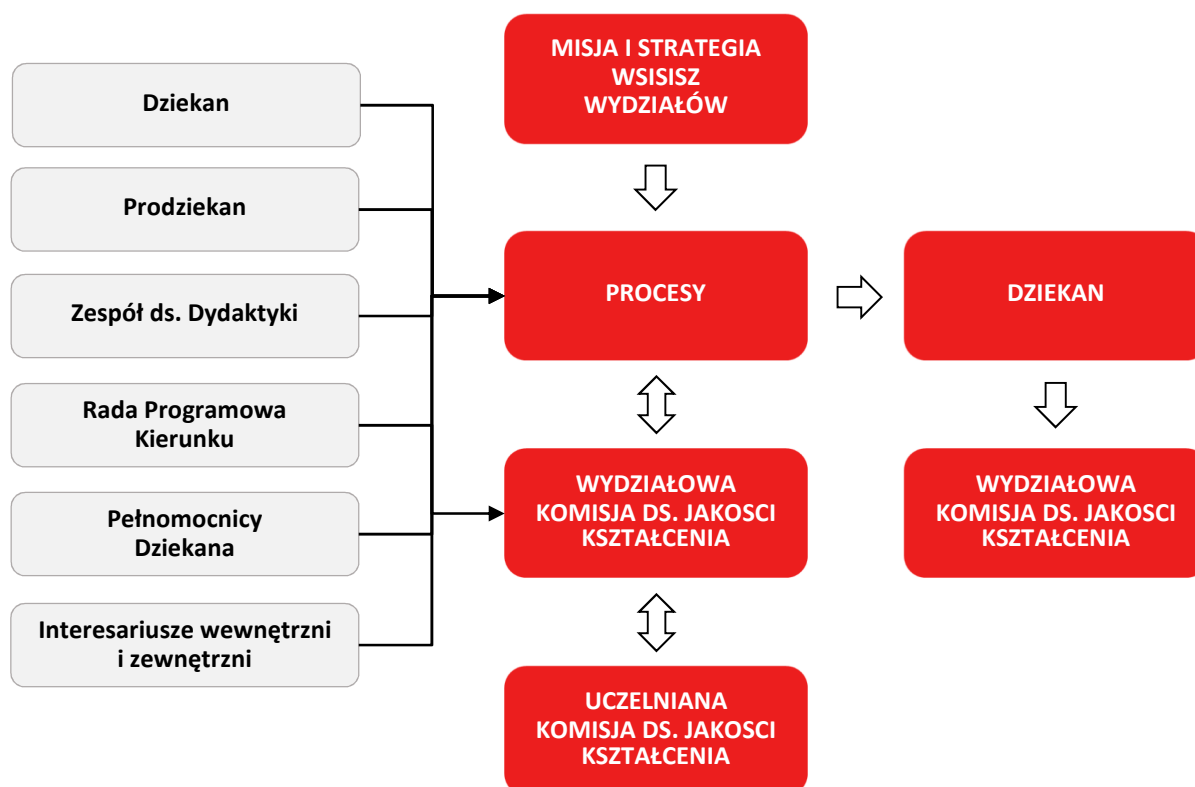 Dziekan
Prodziekan
Zespół ds. Dydaktyki
Rada Programowa
Kierunku
Pełnomocnicy
Dziekana
Interesariusze wewnętrzni
i zewnętrzni
MISJA I STRATEGIA
WSISISZ
WYDZIAŁÓW
PROCESY
WYDZIAŁOWA
KOMISJA DS. JAKOSCI
KSZTAŁCENIA
UCZELNIANA
KOMISJA DS. JAKOSCI
KSZTAŁCENIA
DZIEKAN
WYDZIAŁOWA
KOMISJA DS. JAKOSCI
KSZTAŁCENIA